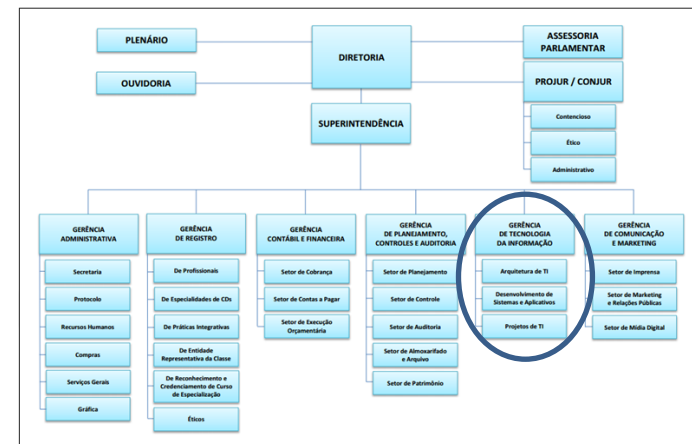 PLENÁRIO
OUVIDORIA
DIRETORIA
SUPERINTENDÊNCIA
ASSESSORIA
PARLAMENTAR
PROJUR / CONJUR
Contencioso
Ético
Administrativo
GERÊNCIA
ADMINISTRATIVA
Secretaria
Protocolo
Recursos Humanos
Compras
Serviços Gerais
Gráfica
GERÊNCIA
DE REGISTRO
De Profissionais
De Especialidades de CDs
De Práticas Integrativas
De Entidade
Representativa da Classe
De Reconhecimento e
Credenciamento de Curso
de Especialização
Éticos
GERÊNCIA
CONTÁBIL E FINANCEIRA
Setor de Cobrança
Setor de Contas a Pagar
Setor de Execução
Orçamentária
GERÊNCIA
DE PLANEJAMENTO,
CONTROLES E AUDITORIA
Setor de Planejamento
Setor de Controle
Setor de Auditoria
Setor de Almoxarifado
e Arquivo
Setor de Patrimônio
GERÊNCIA
DE TECNOLOGIA
DA INFORMAÇÃO
Arquitetura de TI
Desenvolvimento de
Sistemas e Aplicativos
Projetos de TI
GERÊNCIA
DE COMUNICAÇÃO
E MARKETING
Setor de Imprensa
Setor de Marketing
e Relações Públicas
Setor de Mídia Digital